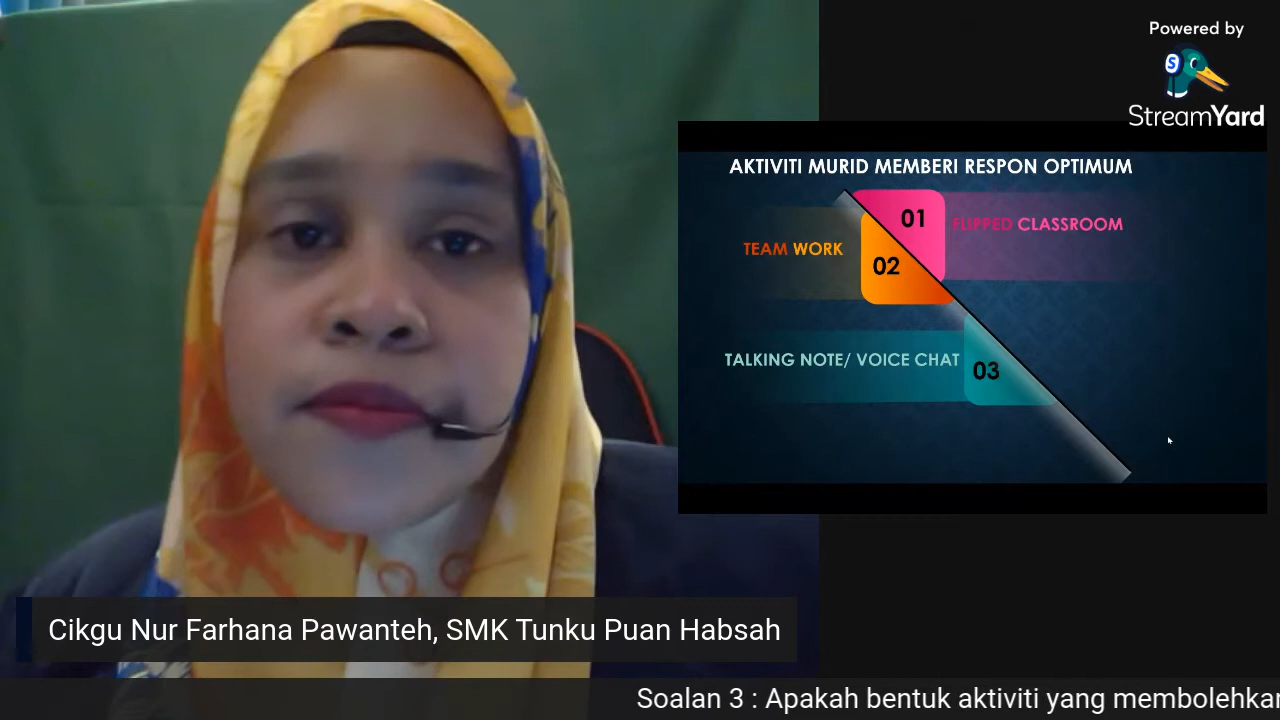 Powered by
StreamYard
AKTIVITI MURID MEMBERI RESPON OPTIMUM
01
FLIPPED CLASSROOM
TEAM WORK
02
TALKING NOTE/ VOICE CHAT
03
Cikgu Nur Farhana Pawanteh, SMK Tunku Puan Habsah
Soalan 3 : Apakah bentuk aktiviti yang membolehkan